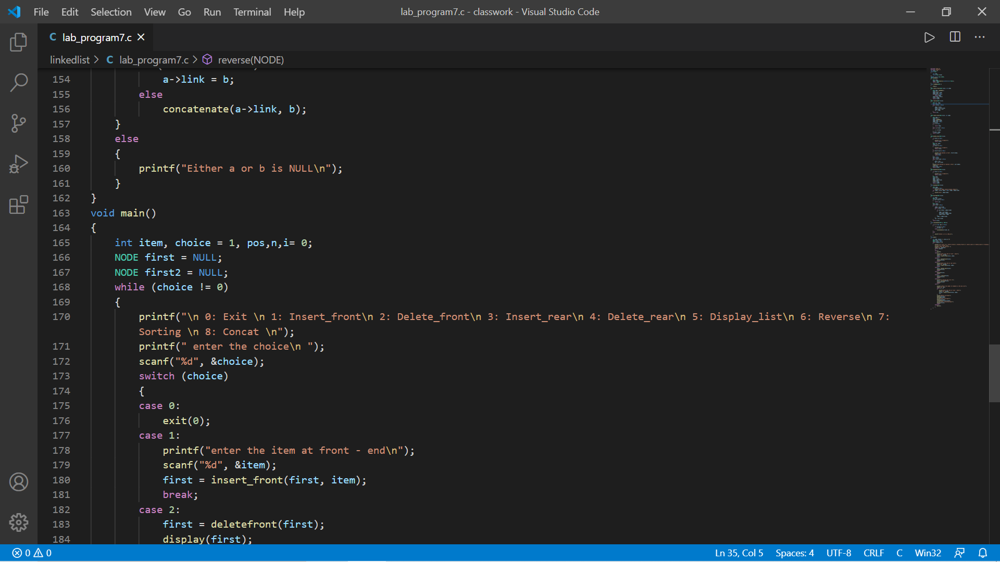 File Edit Selection View Go Run Terminal Help lab_program7.c - classwork - Visual Studio Code
C lab_program7.c
linkedlist > C lab_program7.c > reverse(NODE)
154 a->link = b;
155 else
156 concatenate(a->link, b);
157 }
158 else
159 {
160 printf("Either a or b is NULL\n");
161 }
162 }
163 void main()
164 {
165 int item, choice = 1, pos,n,i= 0;
166 NODE first = NULL;
167 NODE first2 = NULL;
168 while (choice != 0)
169 {
170 printf("\n 0: Exit \n 1: Insert_front\n 2: Delete_front\n 3: Insert_rear\n 4: Delete_rear\n 5: Display_list\n 6: Reverse\n 7:
Sorting \n 8: Concat \n");
171 printf(" enter the choice\n ");
172 scanf("%d", &choice);
173 switch (choice)
174 {
175 case 0:
176 exit(0);
177 case 1:
178 printf("enter the item at front - end\n");
179 scanf("%d", &item);
180 first = insert_front(first, item);
181 break;
182 case 2:
183 first = deletefront(first);
184 display(first);
0 0 Ln 35, Col 5 Spaces: 4 UTF-8 CRLF C Win32